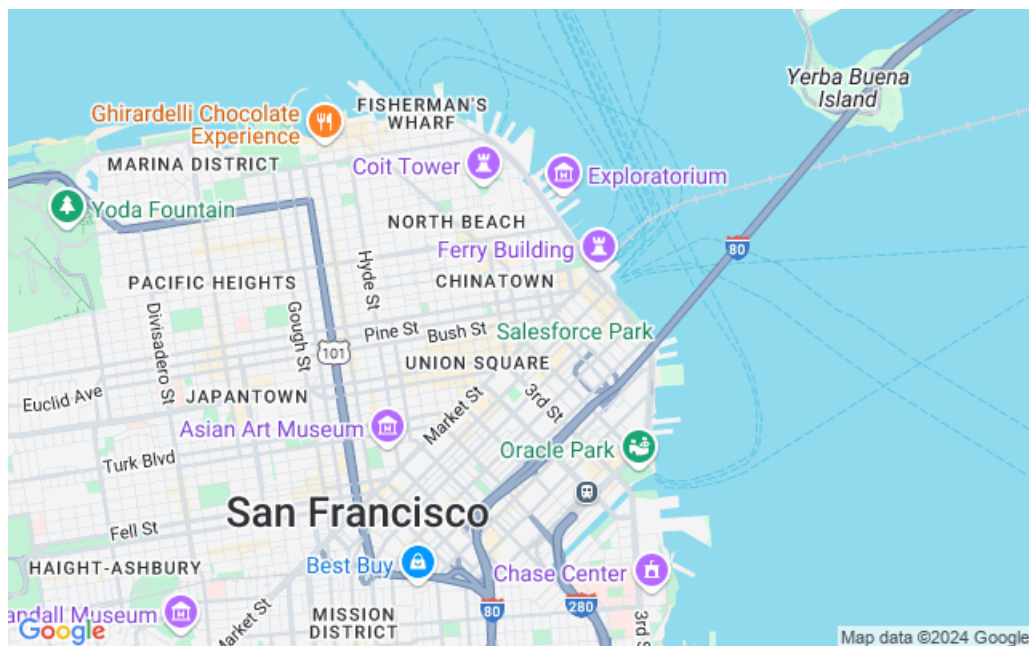 Yerba Buena
Island
Ghirardelli Chocolate
Experience
FISHERMAN'S
WHARF
MARINA DISTRICT
Coit Tower
Exploratorium
Yoda Fountain
NORTH BEACH
Ferry Building
80
Hyde St
PACIFIC HEIGHTS
CHINATOWN
Divisadero St
Gough St
Pine St
Bush St
Salesforce Park
101
UNION SQUARE
Euclid Ave
JAPANTOWN
Market St
3rd St
Asian Art Museum
Oracle Park
Turk Blvd
San Francisco
Fell St
HAIGHT-ASHBURY
Best Buy
Chase Center
andall Museum
Market St
MISSION
DISTRICT
80
280
3rd St
Google
Map data ©2024 Google